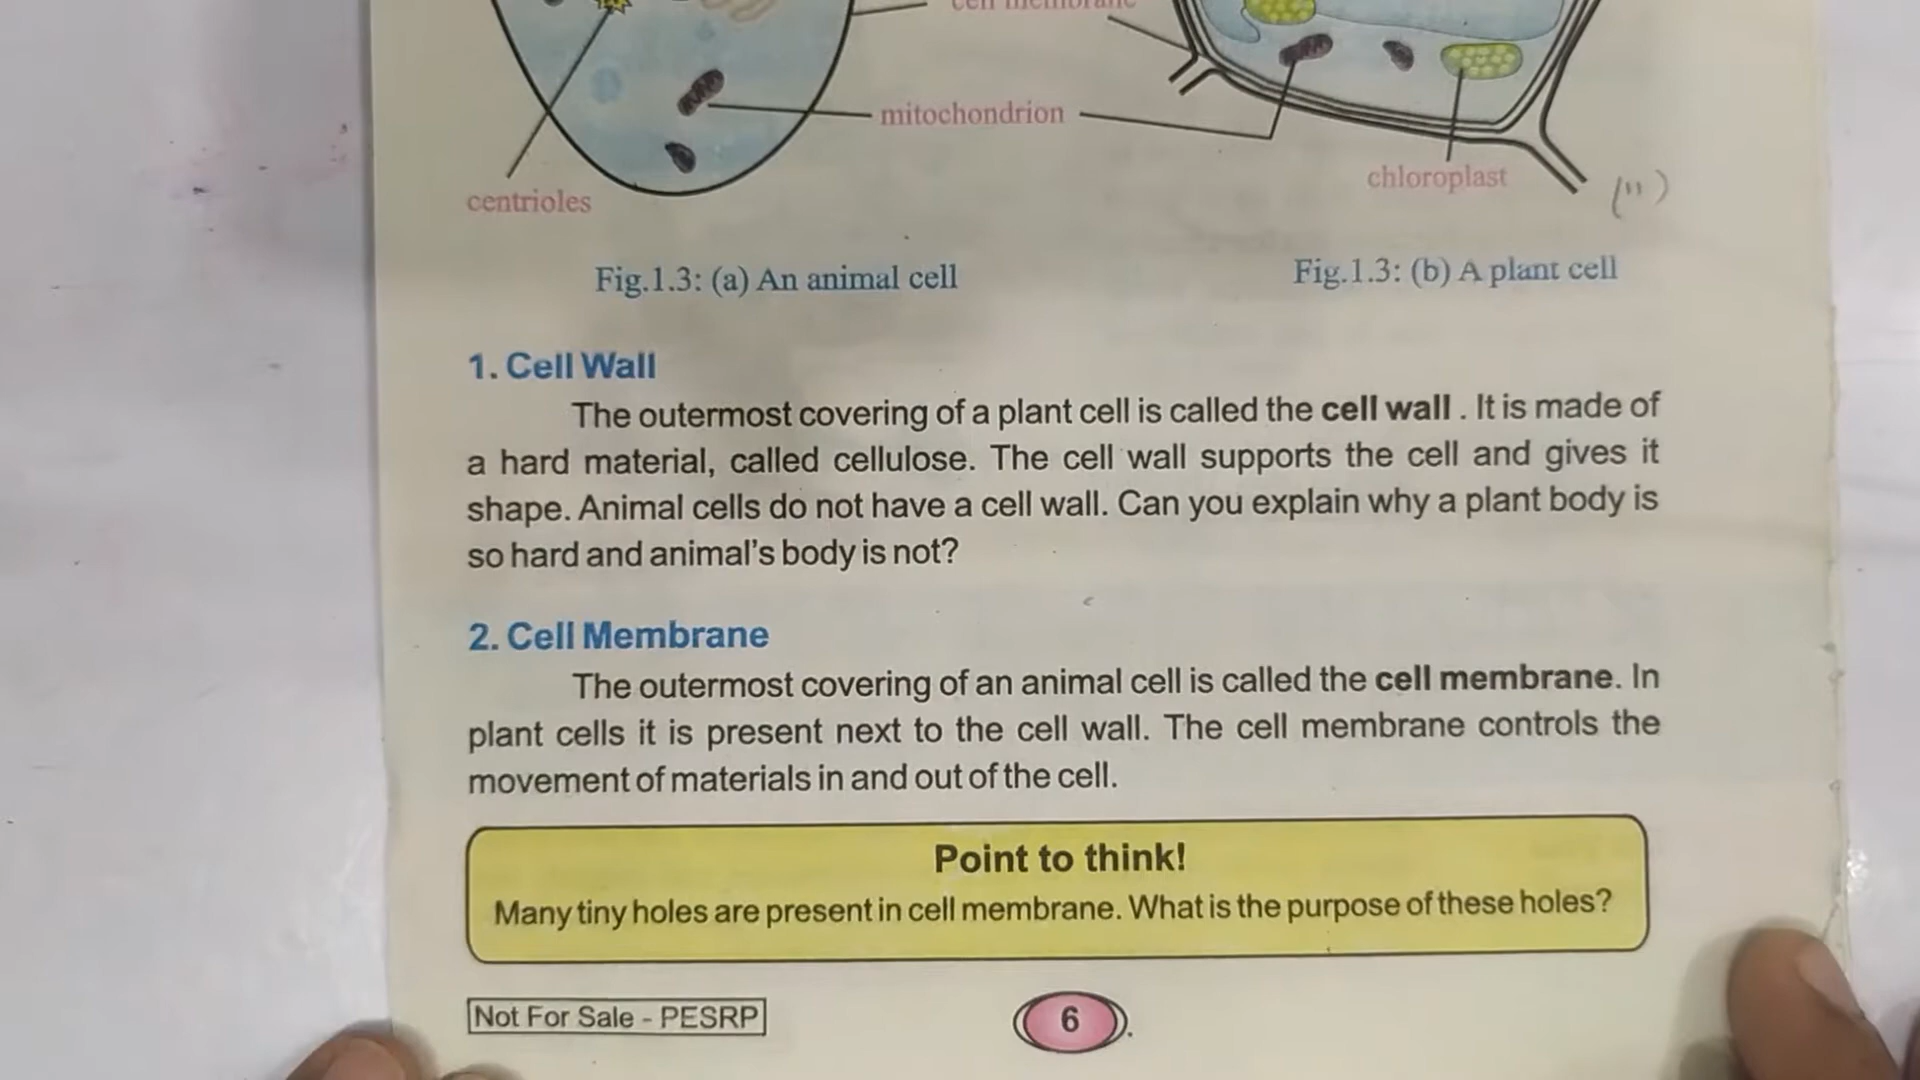 cell membrane
mitochondrion
chloroplast
(")
centrioles
Fig.1.3: (a) An animal cell
Fig.1.3: (b) A plant cell
1. Cell Wall
The outermost covering of a plant cell is called the cell wall . It is made of
a hard material, called cellulose. The cell wall supports the cell and gives it
shape. Animal cells do not have a cell wall. Can you explain why a plant body is
so hard and animal's body is not?
2. Cell Membrane
The outermost covering of an animal cell is called the cell membrane. In
plant cells it is present next to the cell wall. The cell membrane controls the
movement of materials in and out of the cell.
Point to think!
Many tiny holes are present in cell membrane. What is the purpose of these holes?
Not For Sale - PESRP
6